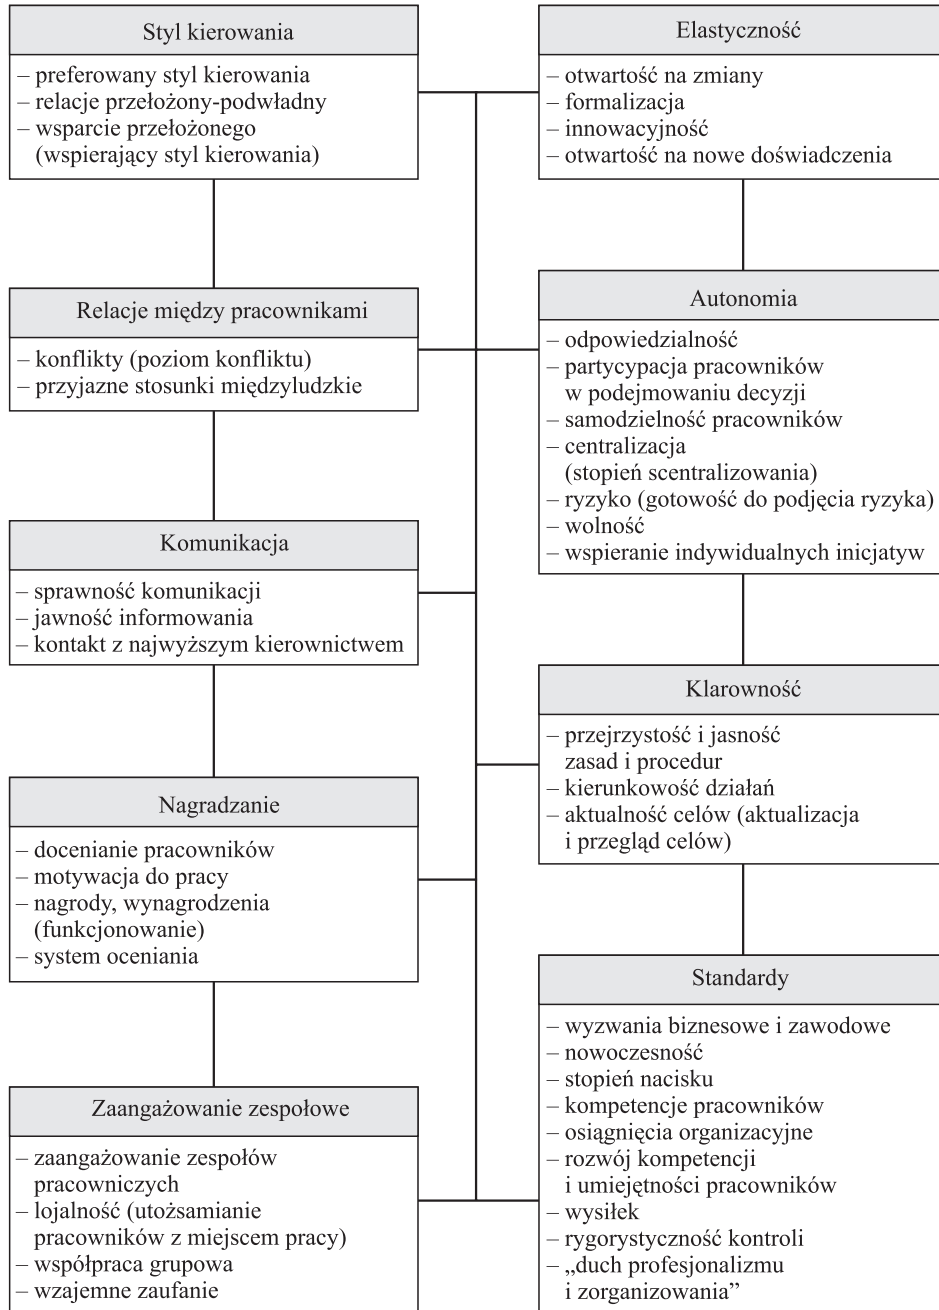 Styl kierowania
– preferowany styl kierowania
– relacje przełożony-podwładny
– wsparcie przełożonego
(wspierający styl kierowania)
Relacje między pracownikami
– konflikty (poziom konfliktu)
– przyjazne stosunki międzyludzkie
Komunikacja
– sprawność komunikacji
– jawność informowania
– kontakt z najwyższym kierownictwem
Nagradzanie
– docenianie pracowników
– motywacja do pracy
– nagrody, wynagrodzenia
(funkcjonowanie)
– system oceniania
Zaangażowanie zespołowe
– zaangażowanie zespołów
pracowniczych
– lojalność (utożsamianie
pracowników z miejscem pracy)
– współpraca grupowa
– wzajemne zaufanie
Elastyczność
– otwartość na zmiany
– formalizacja
– innowacyjność
– otwartość na nowe doświadczenia
Autonomia
– odpowiedzialność
– partycypacja pracowników
w podejmowaniu decyzji
– samodzielność pracowników
– centralizacja
(stopień scentralizowania)
– ryzyko (gotowość do podjęcia ryzyka)
– wolność
– wspieranie indywidualnych inicjatyw
Klarowność
– przejrzystość i jasność
zasad i procedur
– kierunkowość działań
– aktualność celów (aktualizacja
i przegląd celów)
Standardy
– wyzwania biznesowe i zawodowe
– nowoczesność
– stopień nacisku
– kompetencje pracowników
– osiągnięcia organizacyjne
– rozwój kompetencji
i umiejętności pracowników
– wysiłek
– rygorystyczność kontroli
– „duch profesjonalizmu
i zorganizowania”